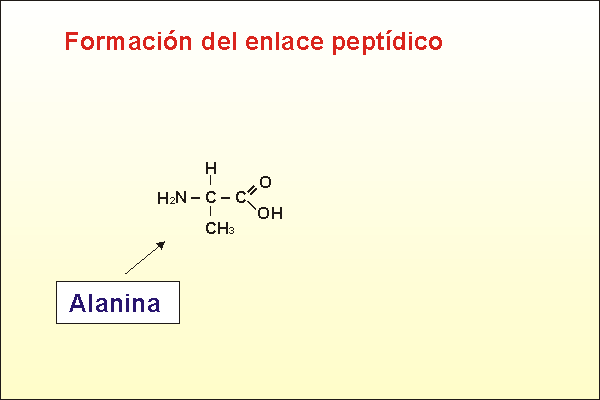 Formación del enlace peptídico
H
O
H₂N – C – C
OH
CH₃
Alanina